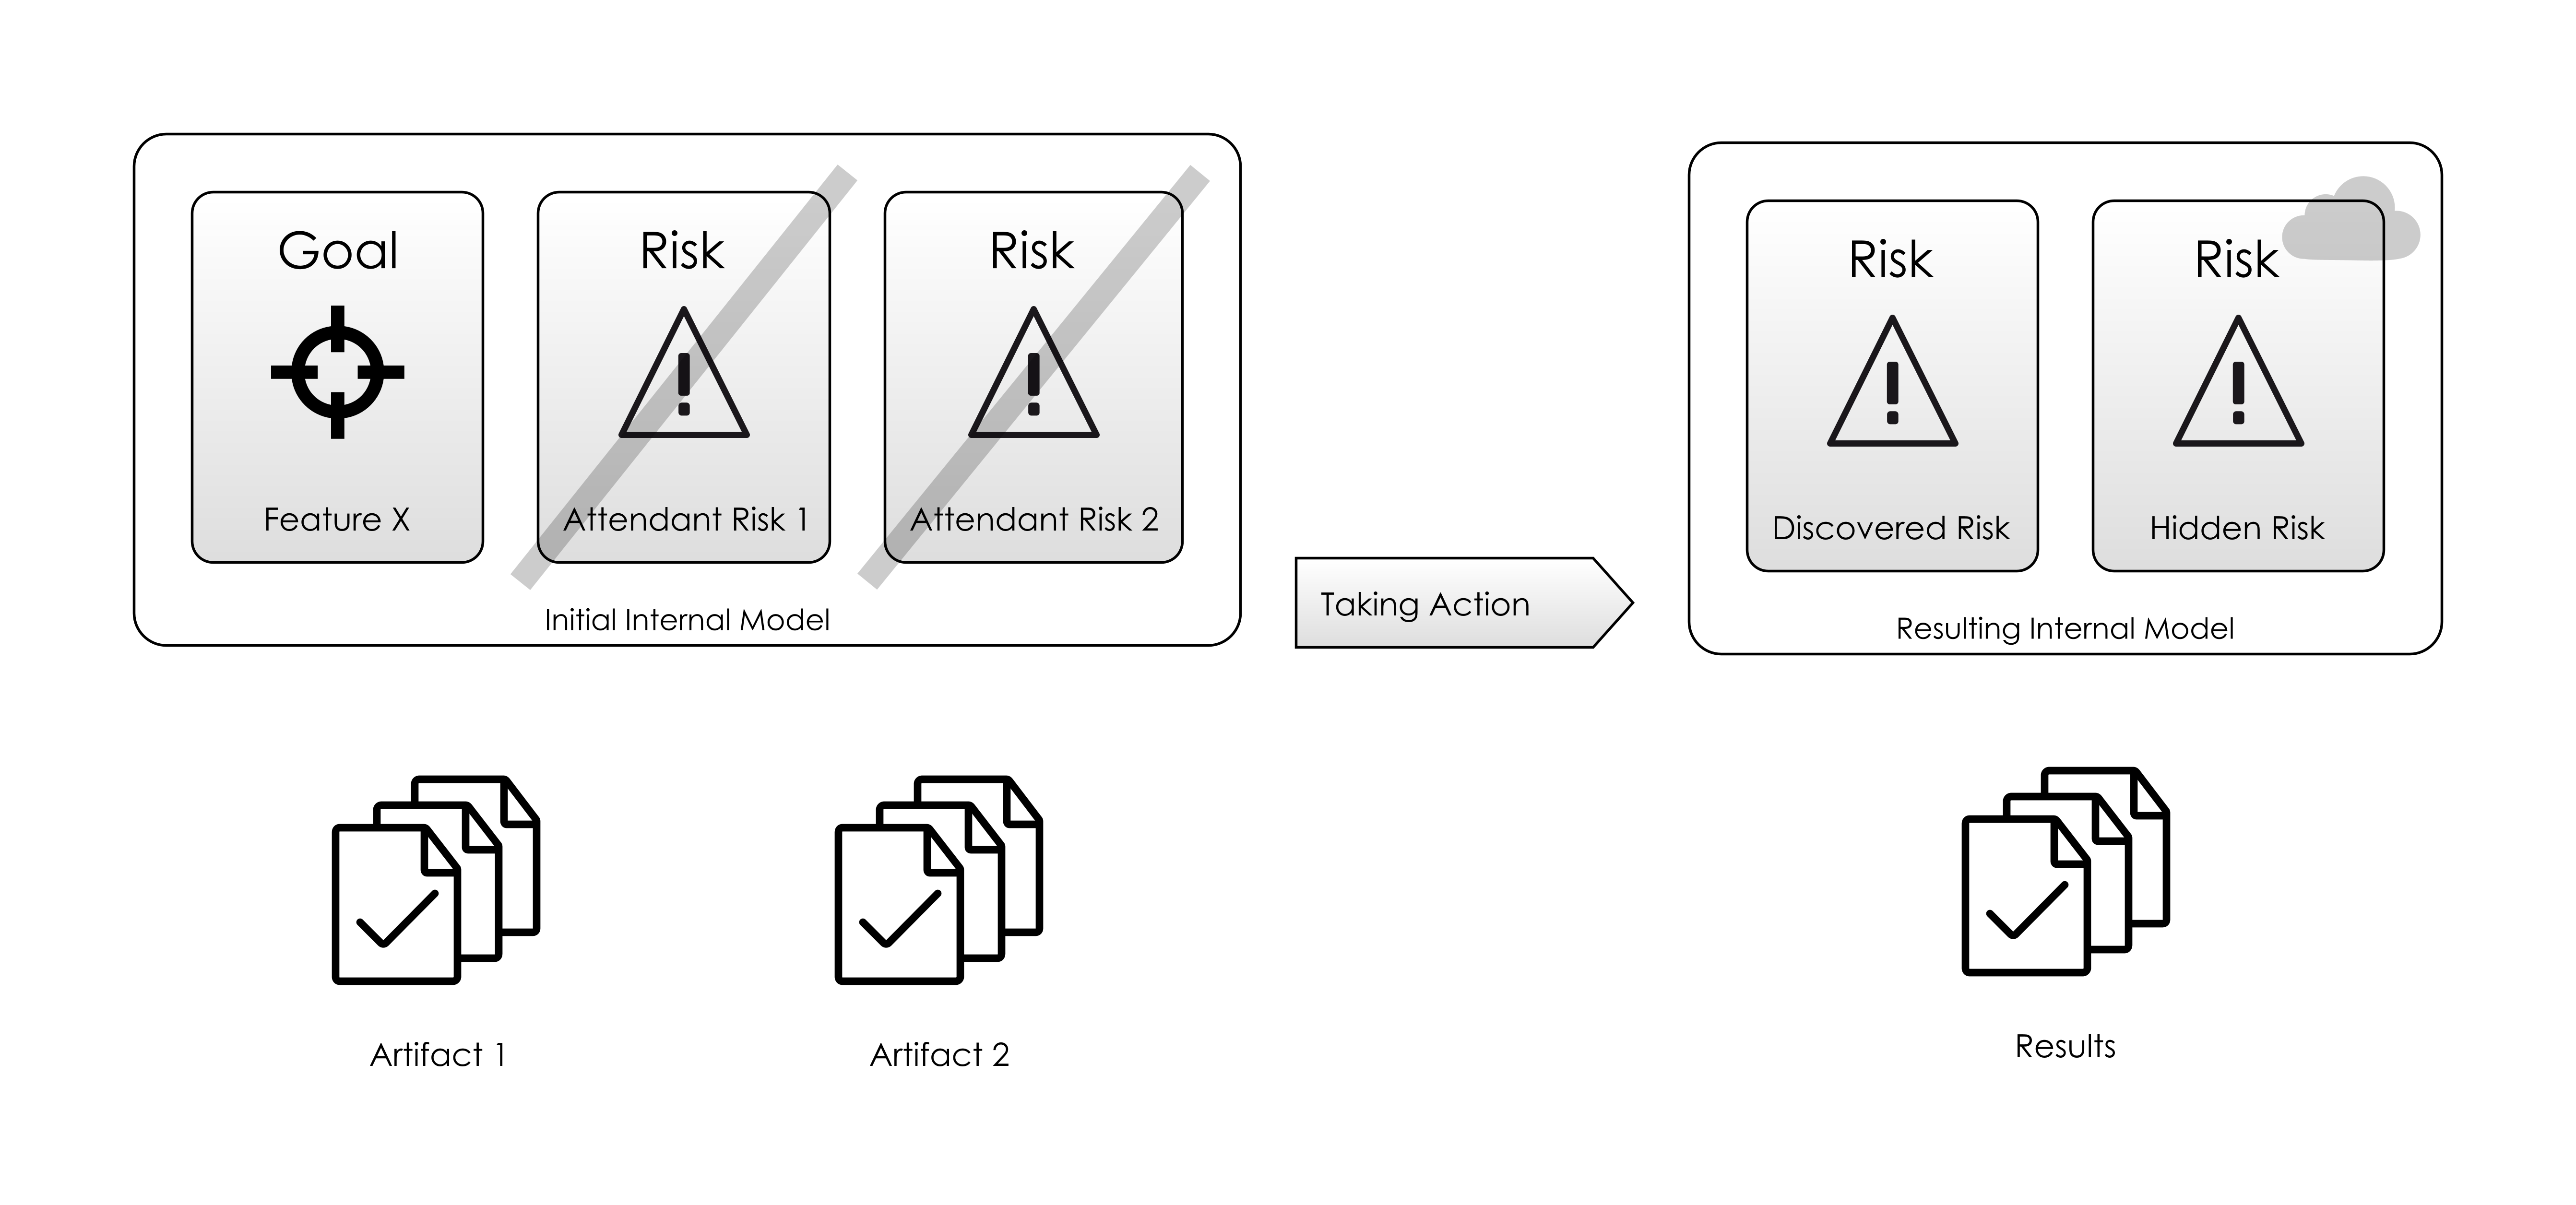 Goal
Feature X
Risk
Attendant Risk 1
Risk
Attendant Risk 2
Initial Internal Model
Taking Action
Risk
Discovered Risk
Risk
Hidden Risk
Resulting Internal Model
Artifact 1
Artifact 2
Results